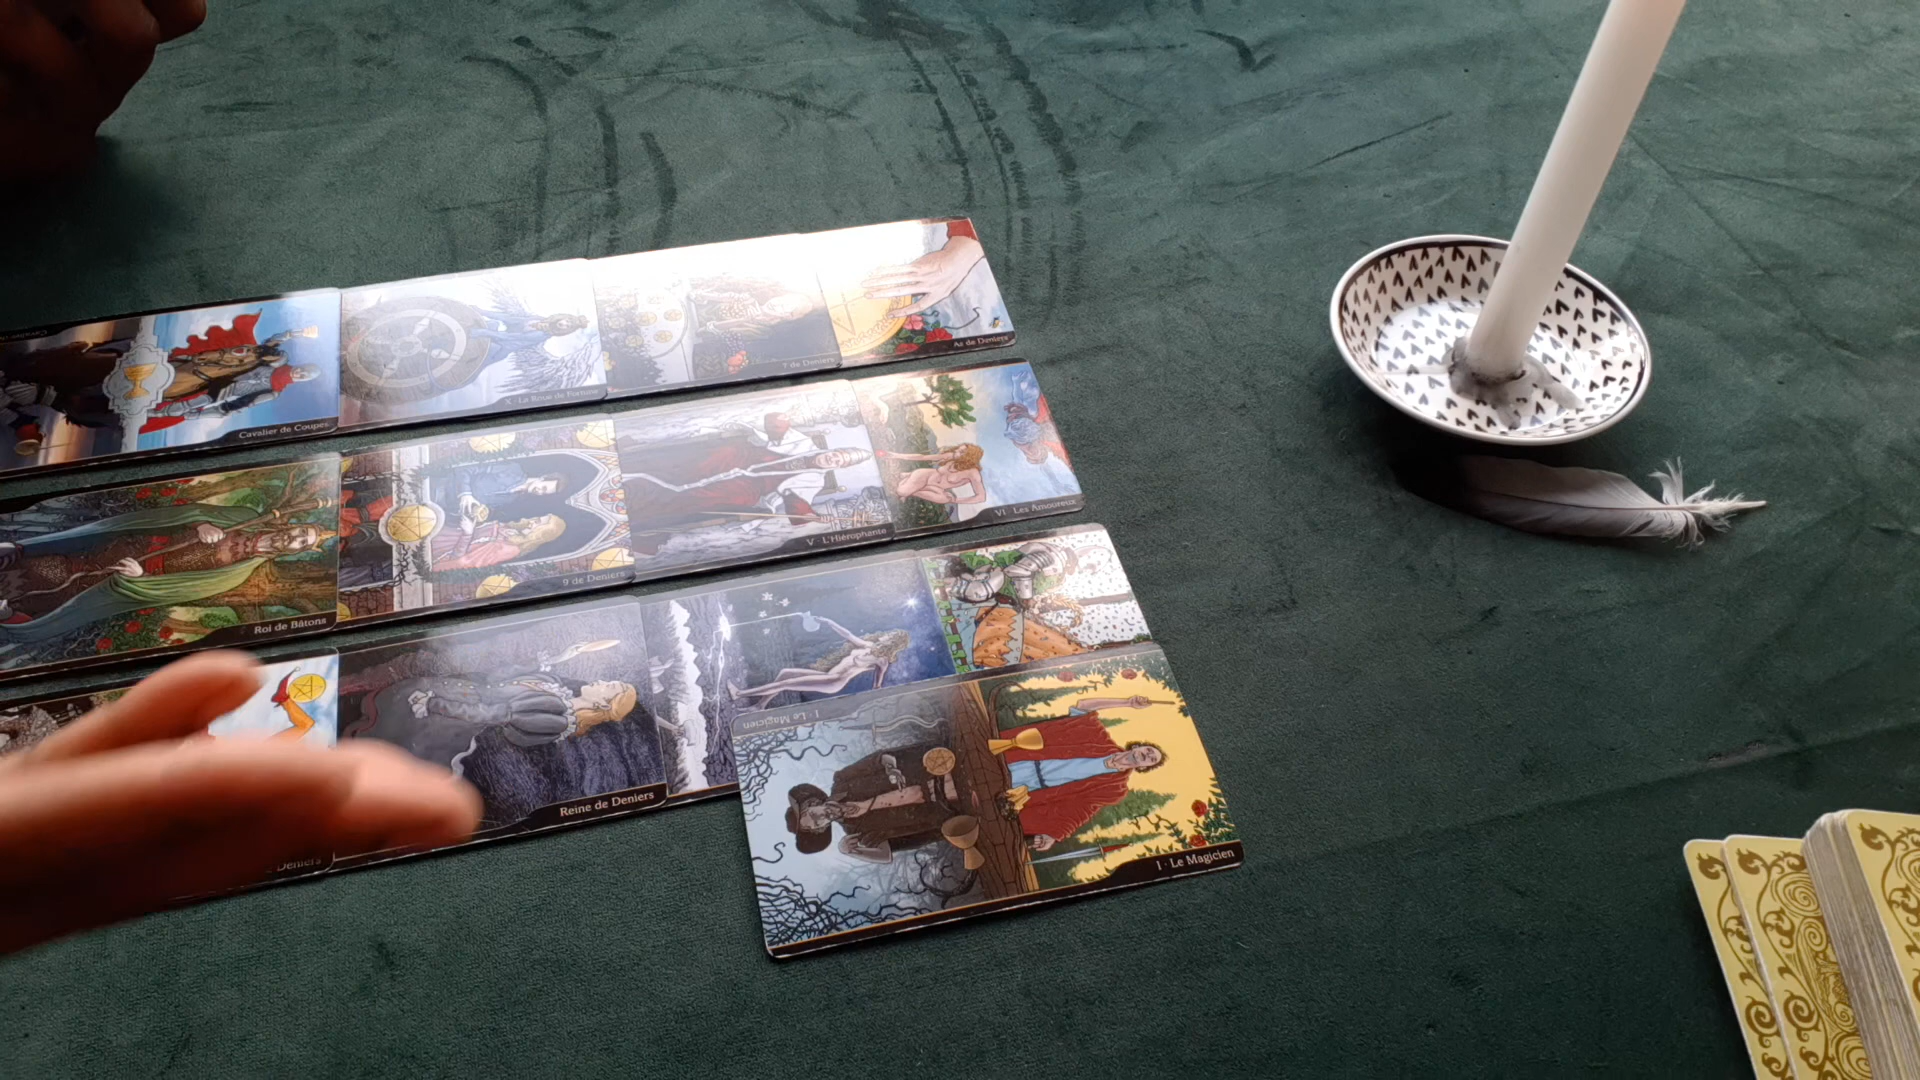 Cavalier de Coupes
X · La Roue de Fortune
7 de Deniers
As de Deniers
Roi de Bâtons
9 de Deniers
V · L'Hiérophante
VI · Les Amoureux
Deniers
Reine de Deniers
I · Le Magicien
I · Le Magicien